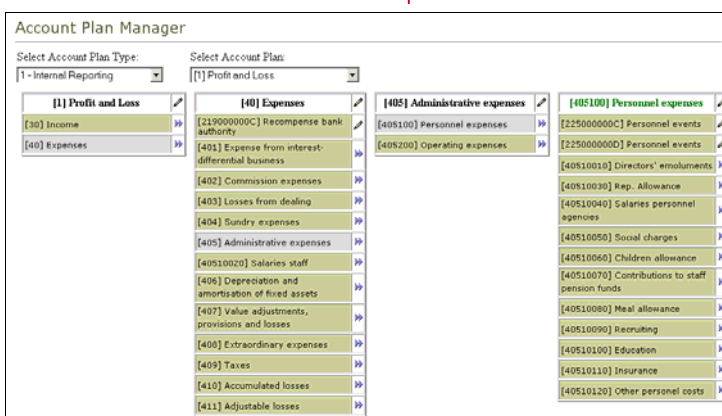 Account Plan Manager
Select Account Plan Type:
Select Account Plan:
1 - Internal Reporting
[1] Profit and Loss
[1] Profit and Loss
[30] Income
[40] Expenses
[40] Expenses
[219000000C] Recompense bank
authority
[401] Expense from interest-
differential business
[402] Commission expenses
[403] Losses from dealing
[404] Sundry expenses
[405] Administrative expenses
[40510020] Salaries staff
[406] Depreciation and
amortisation of fixed assets
[407] Value adjustments,
provisions and losses
[408] Extraordinary expenses
[409] Taxes
[410] Accumulated losses
[411] Adjustable losses
[405] Administrative expenses
[405100] Personnel expenses
[405200] Operating expenses
[405100] Personnel expenses
[225000000C] Personnel events
[225000000D] Personnel events
[40510010] Directors' emoluments
[40510030] Rep. Allowance
[40510040] Salaries personnel
agencies
[40510050] Social charges
[40510060] Children allowance
[40510070] Contributions to staff
pension funds
[40510080] Meal allowance
[40510090] Recruiting
[40510100] Education
[40510110] Insurance
[40510120] Other personel costs